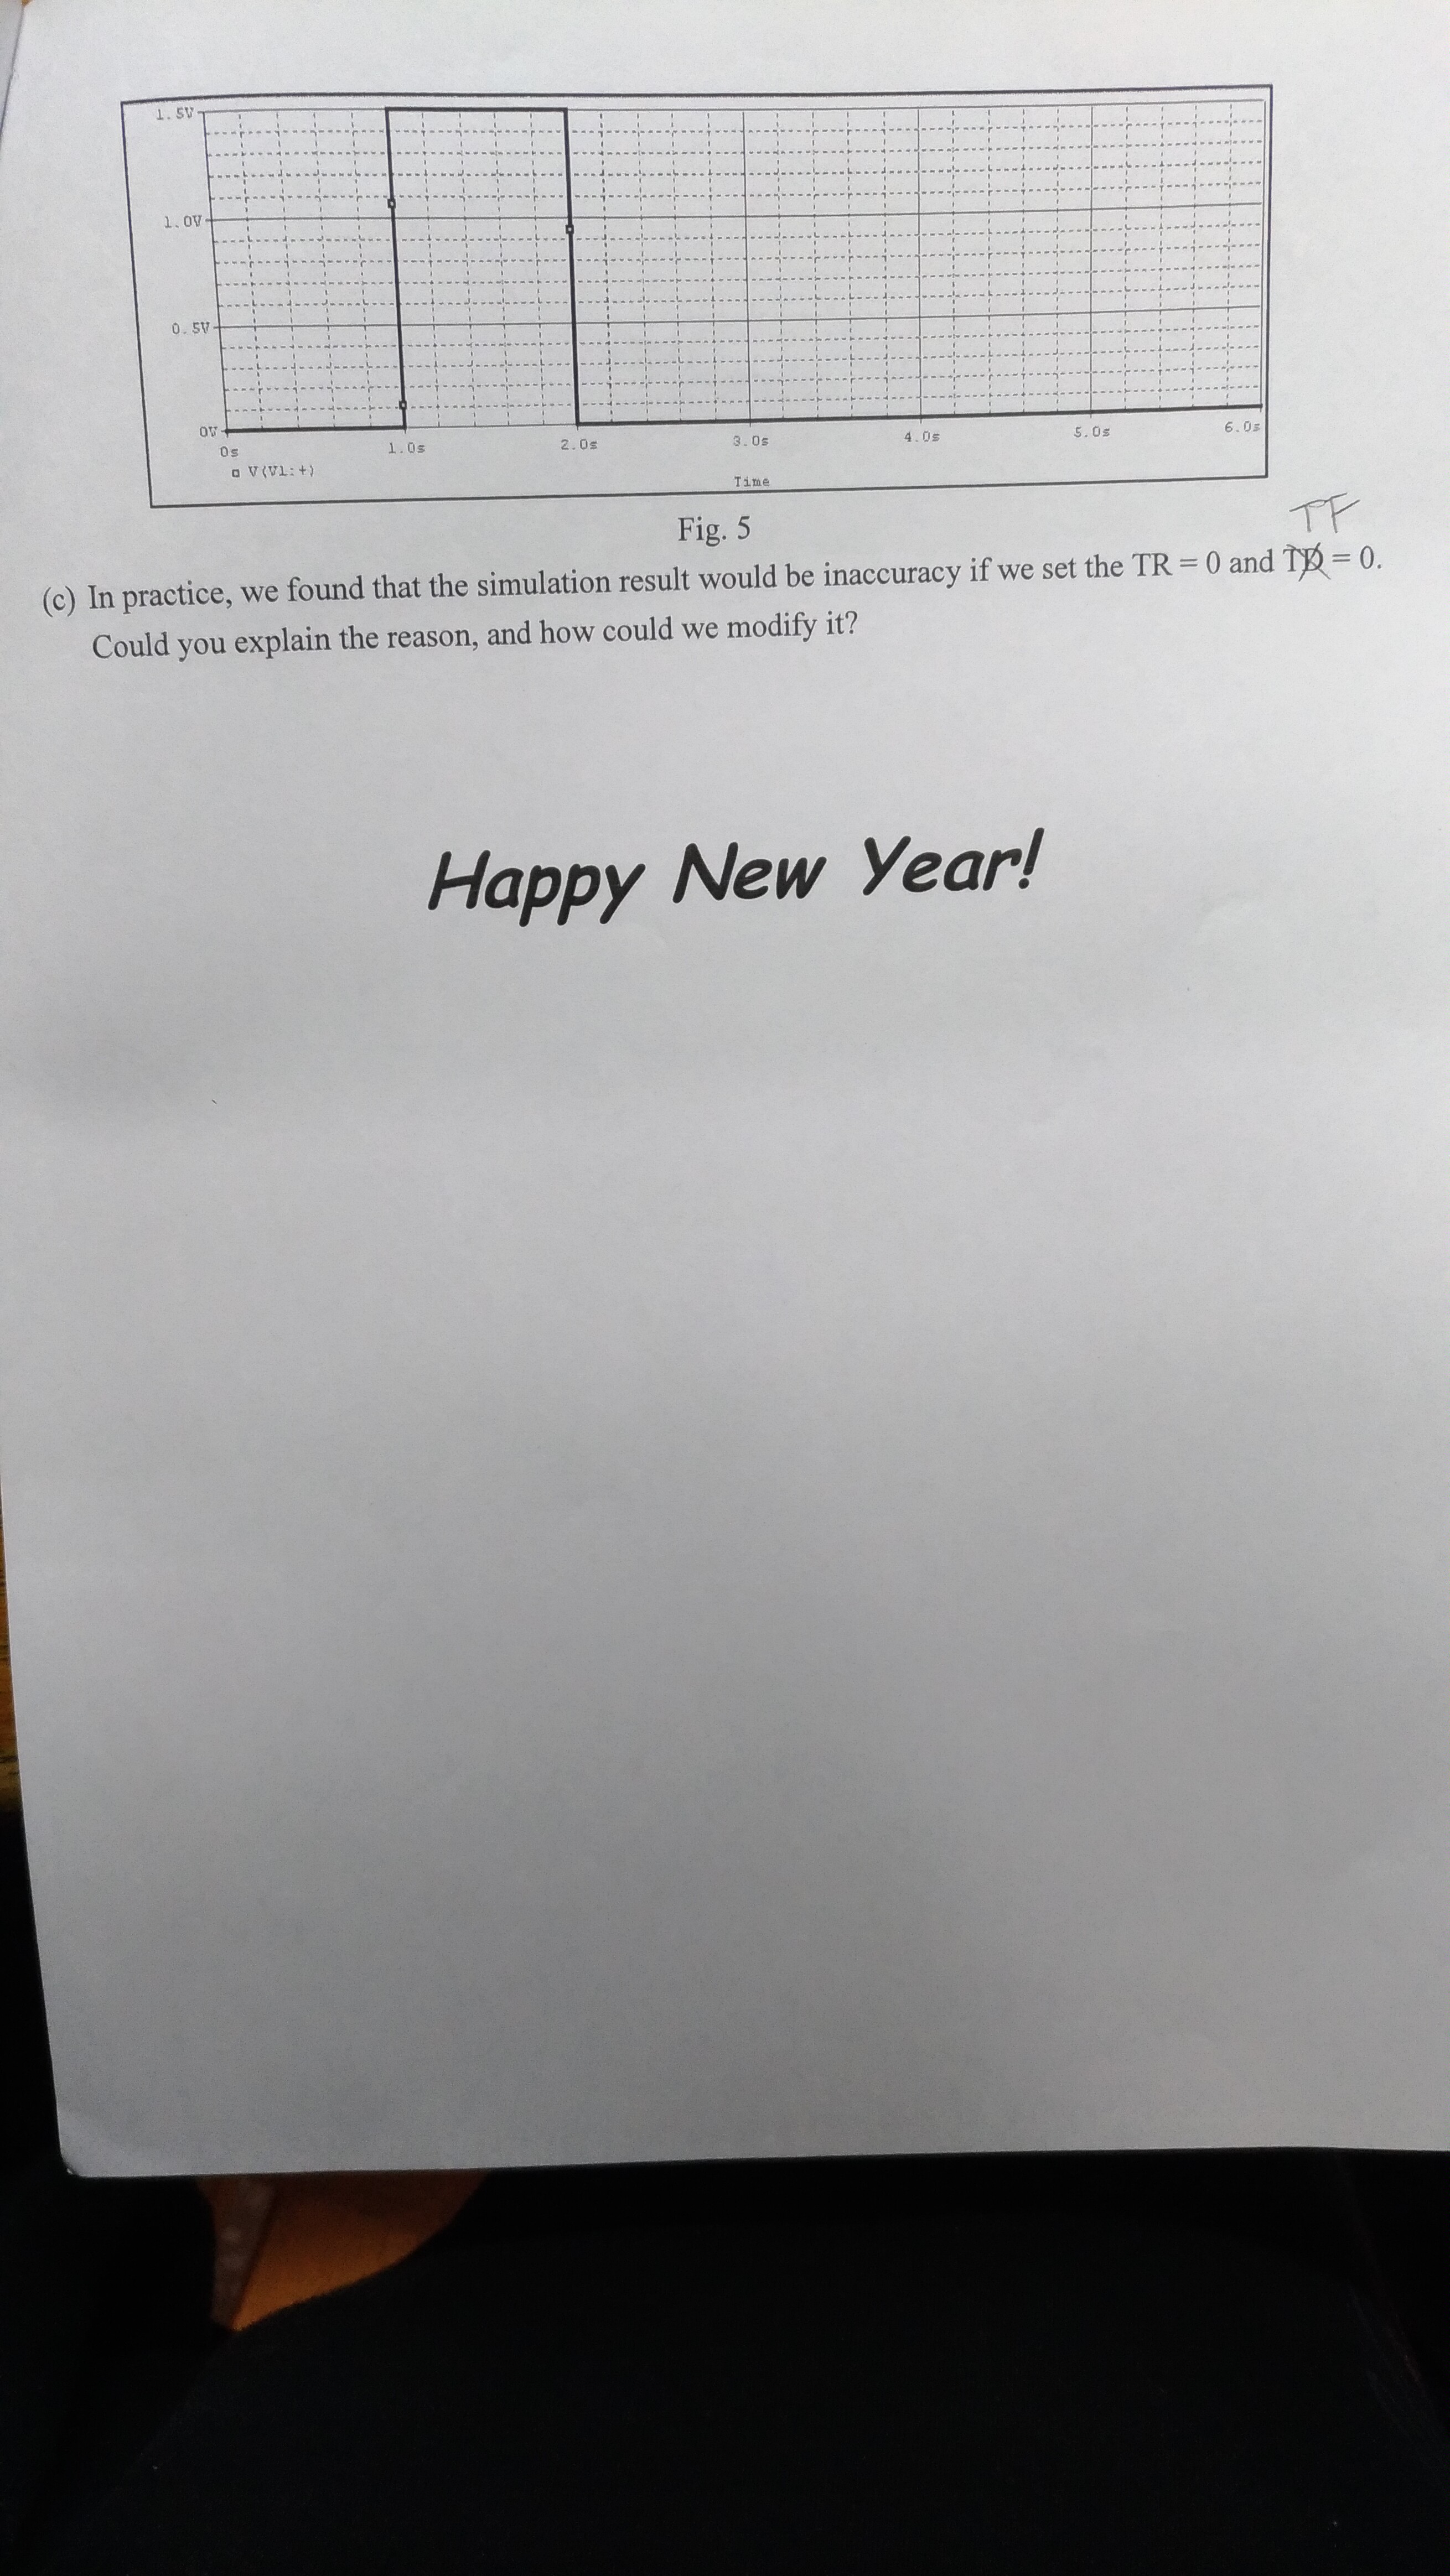 1.5V
1.0V
0.5V
0V
0s 1.0s 2.0s 3.0s 4.0s 5.0s 6.0s
V(V1:+)
Time
Fig. 5
TF
(c) In practice, we found that the simulation result would be inaccuracy if we set the TR = 0 and TD = 0.
Could you explain the reason, and how could we modify it?
Happy New Year!